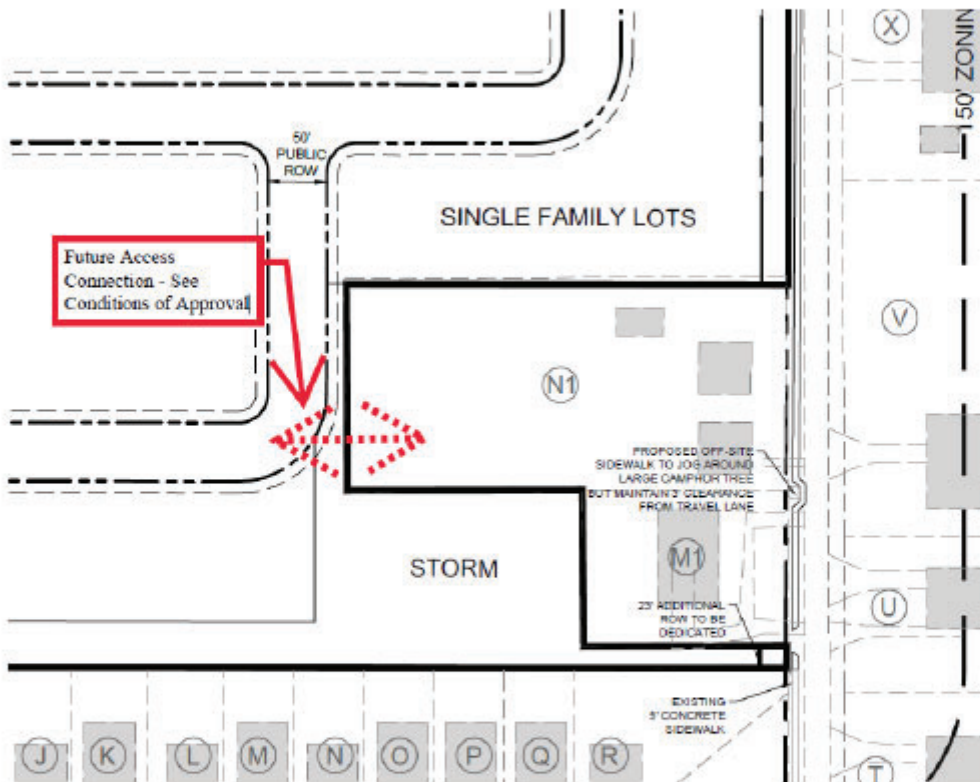 X
150' ZONIN
50'
PUBLIC
ROW
SINGLE FAMILY LOTS
Future Access
Connection - See
Conditions of Approval
V
N1
PROPOSED OFF-SITE
SIDEWALK TO JOG AROUND
LARGE CAMPHOR TREE
BUT MAINTAIN 3' CLEARANCE
FROM TRAVEL LANE
STORM
M1
U
23' ADDITIONAL
ROW TO BE
DEDICATED
EXISTING
5' CONCRETE
SIDEWALK
J K L M N O P Q R
T